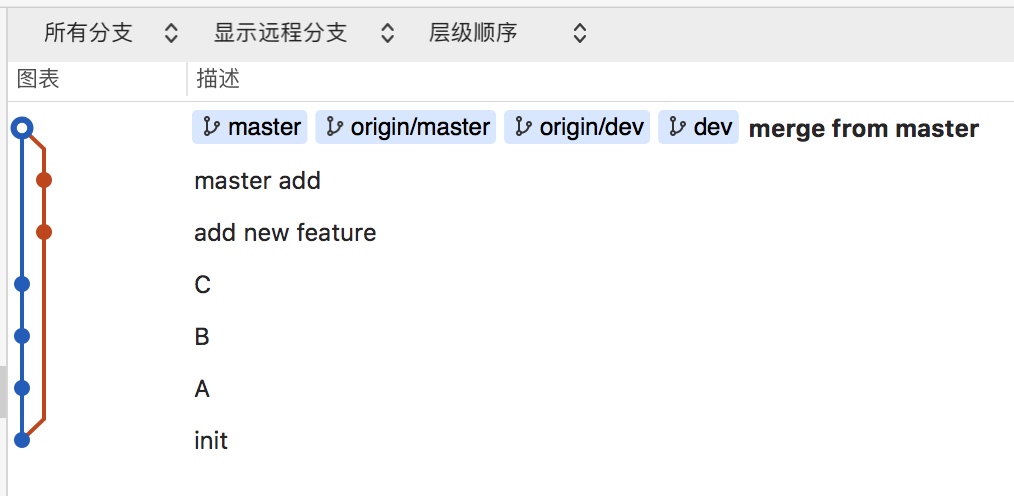 所有分支 显示远程分支 层级顺序
图表 描述
master origin/master origin/dev dev merge from master
master add
add new feature
C
B
A
init